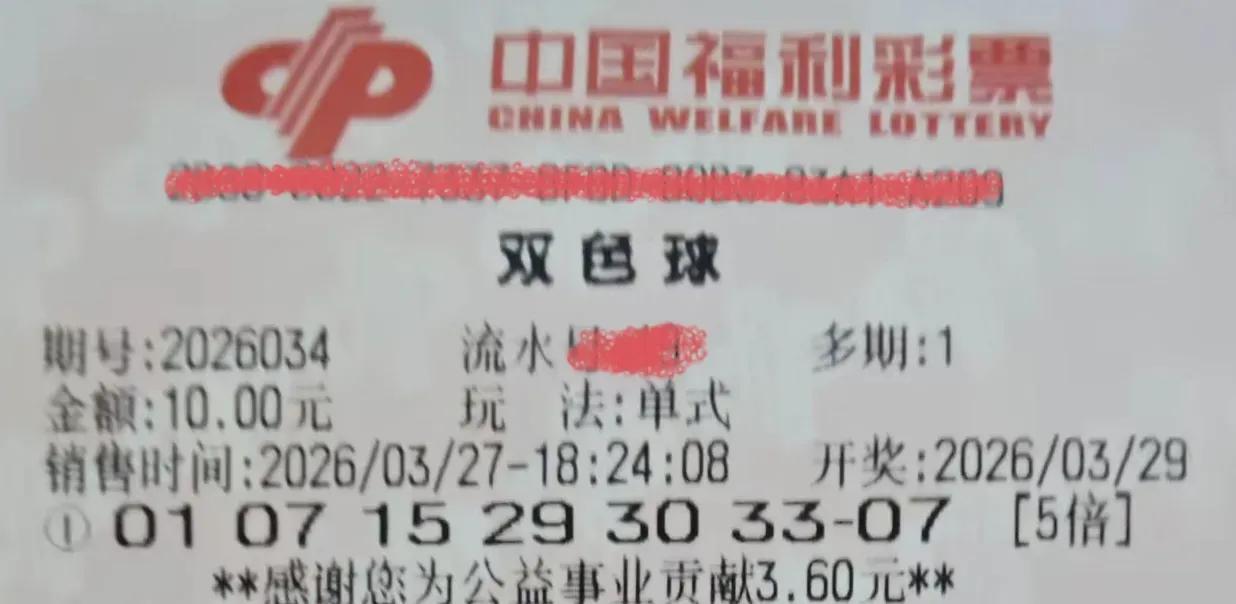 中国福利彩票
CHINA WELFARE LOTTERY
双色球
期号:2026034 流水 多期:1
金额:10.00元 玩 法:单式
销售时间:2026/03/27-18:24:08 开奖:2026/03/29
① 01 07 15 29 30 33-07 [5倍]
**感谢您为公益事业贡献3.60元**